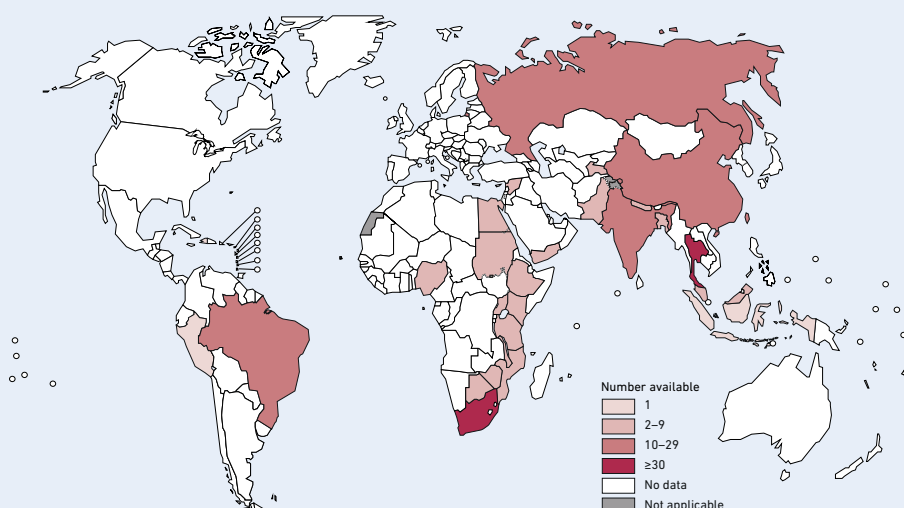 Number available
1
2–9
10–29
≥30
No data
Not applicable